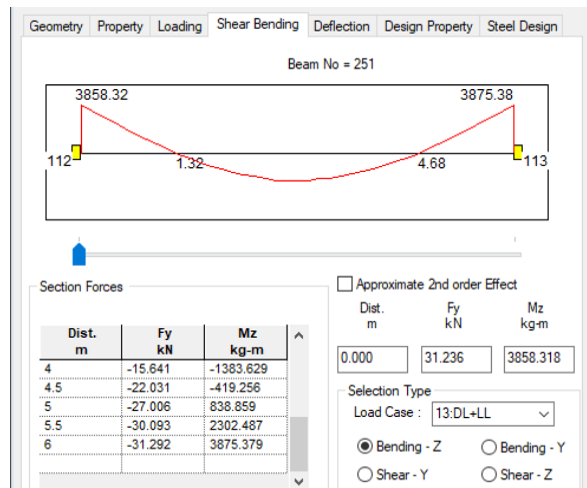 Geometry Property Loading Shear Bending Deflection Design Property Steel Design
Beam No = 251
3858.32 3875.38
112 1.32 4.68 113
Section Forces
Dist. m Fy kN Mz kg-m
4 -15.641 -1383.629
4.5 -22.031 -419.256
5 -27.006 838.859
5.5 -30.093 2302.487
6 -31.292 3875.379
Approximate 2nd order Effect
Dist. Fy Mz
m kN kg-m
0.000 31.236 3858.318
Selection Type
Load Case : 13:DL+LL
Bending - Z Bending - Y
Shear - Y Shear - Z